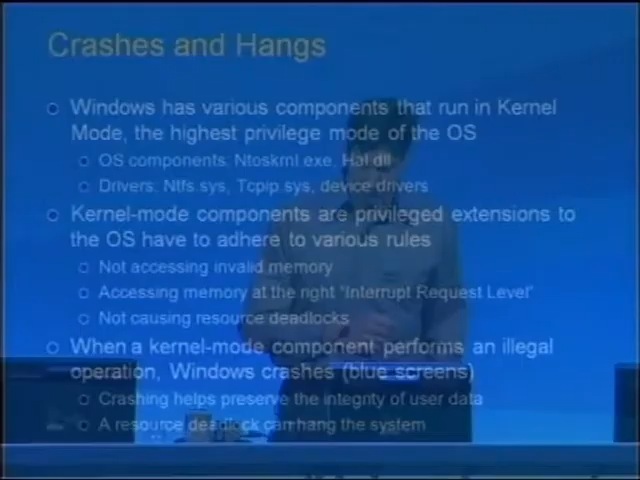 Crashes and Hangs
Windows has various components that run in Kernel
Mode, the highest privilege mode of the OS
OS components: Ntoskrnl.exe, Hal.dll
Drivers: Ntfs.sys, Tcpip.sys, device drivers
Kernel-mode components are privileged extensions to
the OS have to adhere to various rules
Not accessing invalid memory
Accessing memory at the right “Interrupt Request Level”
Not causing resource deadlocks
When a kernel-mode component performs an illegal
operation, Windows crashes (blue screens)
Crashing helps preserve the integrity of user data
A resource deadlock can hang the system